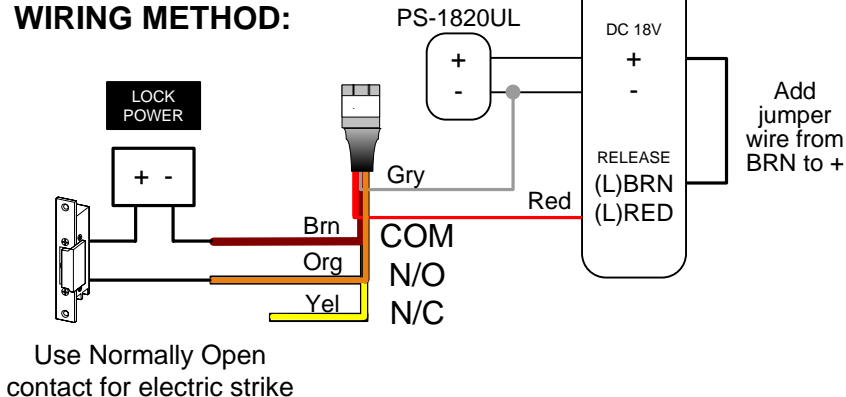 WIRING METHOD:
PS-1820UL
+
-
DC 18V
+
-
Add
jumper
wire from
BRN to +
LOCK
POWER
+ -
RELEASE
(L)BRN
(L)RED
Gry
Red
Brn
COM
Org
N/O
Yel
N/C
Use Normally Open
contact for electric strike